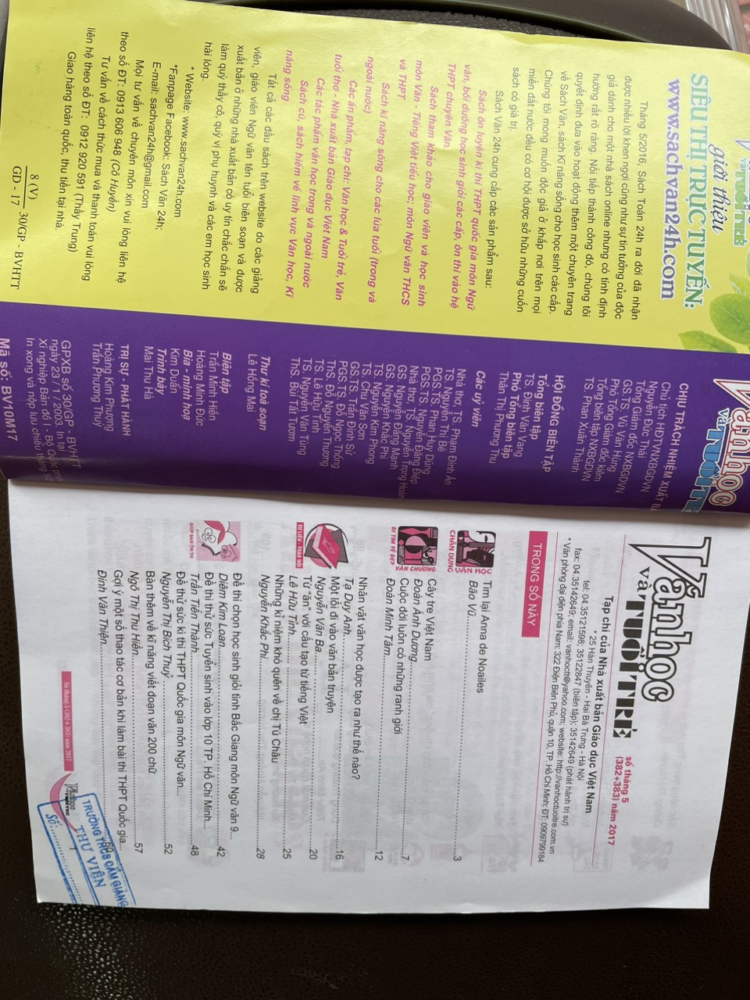 giới thiệu
SIÊU THỊ TRỰC TUYẾN:
www.sachvan24h.com
Tháng 5/2016, Sách Toán 24h ra đời đã nhận
được nhiều lời khen ngợi cũng như sự tin tưởng của độc
giả dành cho một nhà sách online nhưng có tính định
hướng rất rõ ràng. Nối tiếp thành công đó, chúng tôi
quyết định đưa vào hoạt động thêm một chuyên trang
về Sách Văn, sách Kĩ năng sống cho học sinh các cấp.
Chúng tôi mong muốn độc giả ở khắp nơi trên mọi
miền đất nước đều có cơ hội được sở hữu những cuốn
sách có giá trị.
Sách Văn 24h cung cấp các sản phẩm sau:
Sách ôn luyện kì thi THPT quốc gia môn Ngữ
văn, bồi dưỡng học sinh giỏi các cấp, ôn thi vào hệ
THPT chuyên Văn.
Sách tham khảo cho giáo viên và học sinh
môn Văn - Tiếng Việt tiểu học; môn Ngữ văn THCS
và THPT
Sách kĩ năng sống cho các lứa tuổi (trong và
ngoài nước)
Các ấn phẩm, tạp chí: Văn học & Tuổi trẻ, Văn
tuổi thơ - Nhà xuất bản Giáo dục Việt Nam
Các tác phẩm văn học trong và ngoài nước
Sách cũ, sách hiếm về lĩnh vực Văn học, Kĩ
năng sống
Tất cả các đầu sách trên website do các giảng
viên, giáo viên Ngữ văn tên tuổi biên soạn và được
xuất bản ở những nhà xuất bản có uy tín chắc chắn sẽ
làm quý thầy cô, quý vị phụ huynh và các em học sinh
hài lòng.
* Website: www.sachvan24h.com
*Fanpage Facebook: Sách Văn 24h;
E-mail: sachvan24h@gmail.com
Mọi tư vấn về chuyên môn xin vui lòng liên hệ
theo số ĐT: 0913 606 948 (Cô Huyền)
Tư vấn về cách thức mua và thanh toán vui lòng
liên hệ theo số ĐT: 0912 920 591 (Thầy Trung)
Giao hàng toàn quốc, thu tiền tại nhà.
8 (V)
GD - 17
30/GP - BVHTT
Vănhọc
và TUỔITRẺ
CHỊU TRÁCH NHIỆM XUẤT B
Chủ tịch HĐTVNXBGDVN
Nguyễn Đức Thái
Tổng Giám đốc NXBGDVN
GS.TS. Vũ Văn Hùng
Phó Tổng Giám đốc kiêm
Tổng biên tập NXBGDVN
TS. Phan Xuân Thành
HỘI ĐỒNG BIÊN TẬP
Tổng biên tập
TS. Đinh Văn Vang
Phó Tổng biên tập
Thân Thị Phương Thu
Các uỷ viên
Nhà thơ, TS. Phạm Đình Ân
TS. Nguyễn Thị Bé
PGS.TS. Phan Huy Dũng
PGS.TS. Nguyễn Đăng Điệp
Nhà thơ, TS. Nguyễn Trọng Hoàn
GS. Nguyễn Đăng Mạnh
GS. Nguyễn Khắc Phi
TS. Nguyễn Kim Phong
TS. Chu Văn Sơn
GS.TS. Trần Đình Sử
PGS.TS. Đỗ Ngọc Thống
ThS. Đỗ Nguyên Thương
TS. Lê Hữu Tỉnh
TS. Nguyễn Văn Tùng
ThS. Bùi Tất Tươm
Thư kí toà soạn
Lê Hồng Mai
Biên tập
Trần Minh Hiền
Hoàng Minh Đức
Bìa - minh hoạ
Kim Duẩn
Trình bày
Mai Thu Hà
TRỊ SỰ - PHÁT HÀNH
Hoàng Kim Phượng
Trần Phương Thuỷ
GPXB số 30/GP - BVHTT
ngày 23 / 1 / 2003. In tại
Xí nghiệp Bản đồ I - Bộ Quốc ph
In xong và nộp lưu chiểu tháng 5
Mã số: BV10M17
Vănhọc
và TUỔITRẺ
số tháng 5
(382+383) năm 2017
Tạp chí của Nhà xuất bản Giáo dục Việt Nam
* 25 Hàn Thuyên - Hai Bà Trưng - Hà Nội
tel: 04.35121598; 35122847 (biên tập); 35142649 (phát hành trị sự)
fax: 04.35142649; email: vanhoctt@yahoo.com; website: http://vanhoctuoitre.com.vn
* Văn phòng đại diện phía Nam: 322 Điện Biên Phủ, quận 10, TP. Hồ Chí Minh; ĐT: 0909799184
TRONG SỐ NÀY
CHÂN DUNG VĂN HỌC
Tìm lại Anna de Noailes
Bão Vũ...3
ĐI TÌM VẺ ĐẸP VĂN CHƯƠNG
Cây tre Việt Nam
Đoàn Ánh Dương...7
Cuộc đời luôn có những ranh giới
Đoàn Minh Tâm...12
TƯ LIỆU - TRAO ĐỔI
Nhân vật văn học được tạo ra như thế nào?
Tạ Duy Anh...16
Một lối đi vào văn bản truyện
Nguyễn Văn Ba...20
Từ “ăn” với cấu tạo từ tiếng Việt
Lê Hữu Tỉnh...25
Những kỉ niệm khó quên về chị Tú Châu
Nguyễn Khắc Phi...28
GIÚP BẠN ÔN THI
Đề thi chọn học sinh giỏi tỉnh Bắc Giang môn Ngữ văn 9...
Diêm Kim Loan...42
Đề thi thử sức Tuyển sinh vào lớp 10 TP. Hồ Chí Minh...
Trần Tiến Thành...48
Đề thử sức kì thi THPT Quốc gia môn Ngữ văn...
Nguyễn Thị Bích Thuỷ...52
Bàn thêm về kĩ năng viết đoạn văn 200 chữ
Ngô Thị Thu Hiền...57
Gợi ý một số thao tác cơ bản khi làm bài thi THPT Quốc gia...
Đinh Văn Thiện...60
Số tháng 5 (382 + 383) năm 2017
1
TRƯỜNG THCS CẨM GIÀNG
THƯ VIỆN
Số: